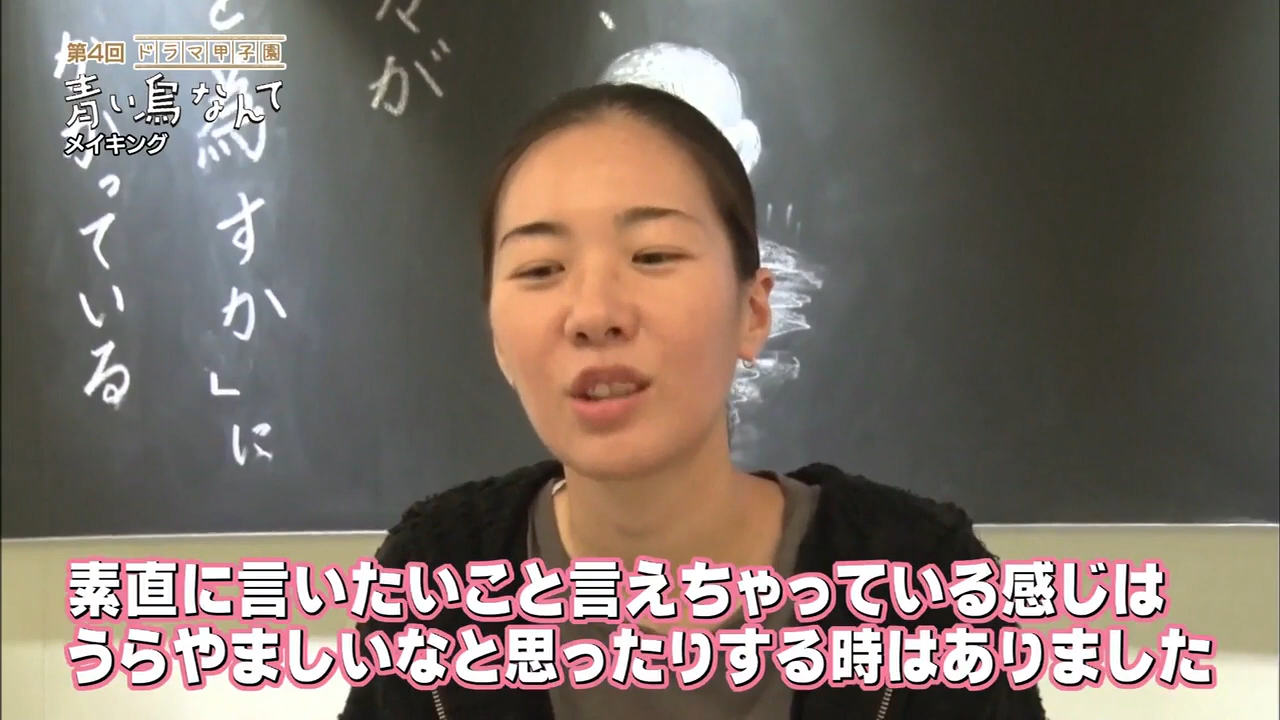 第4回 ドラマ甲子園
青い鳥なんて
メイキング
マが
すか」に
かっている
素直に言いたいこと言えちゃっている感じは
うらやましいなと思ったりする時はありました